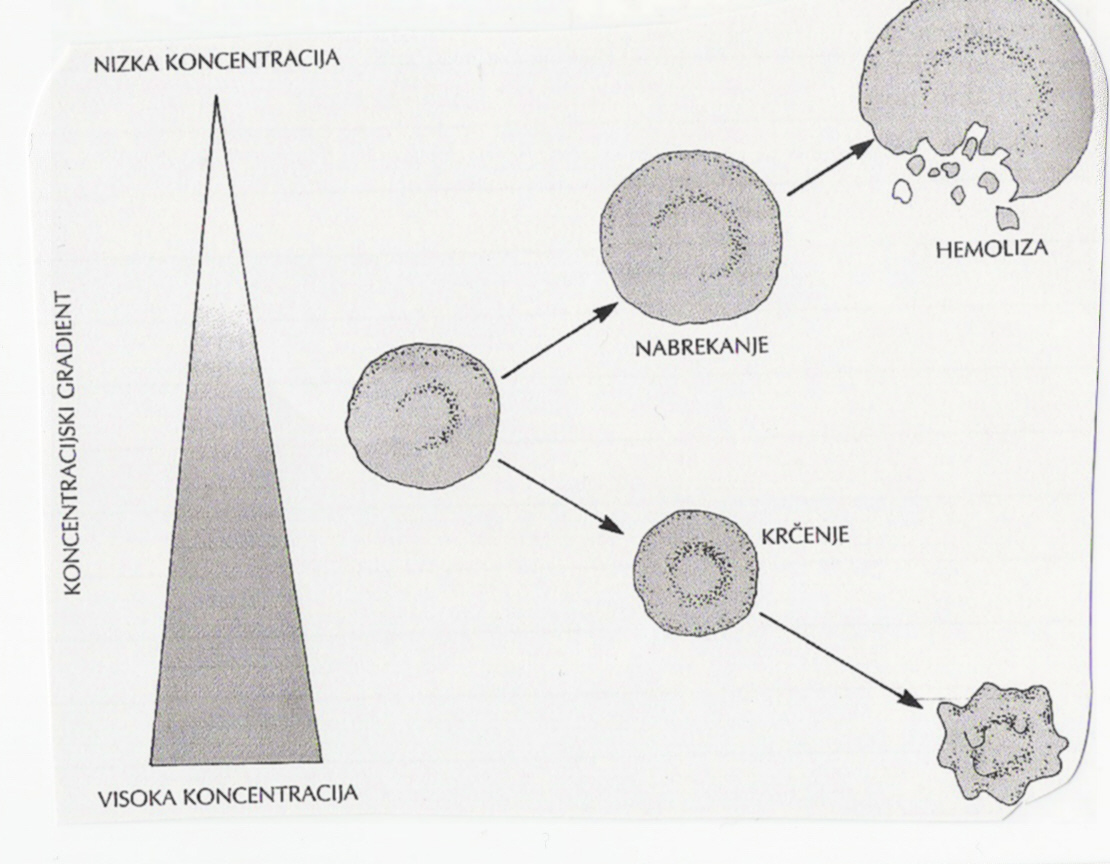 NIZKA KONCENTRACIJA
KONCENTRACIJSKI GRADIENT
HEMOLIZA
NABREKANJE
KRČENJE
VISOKA KONCENTRACIJA